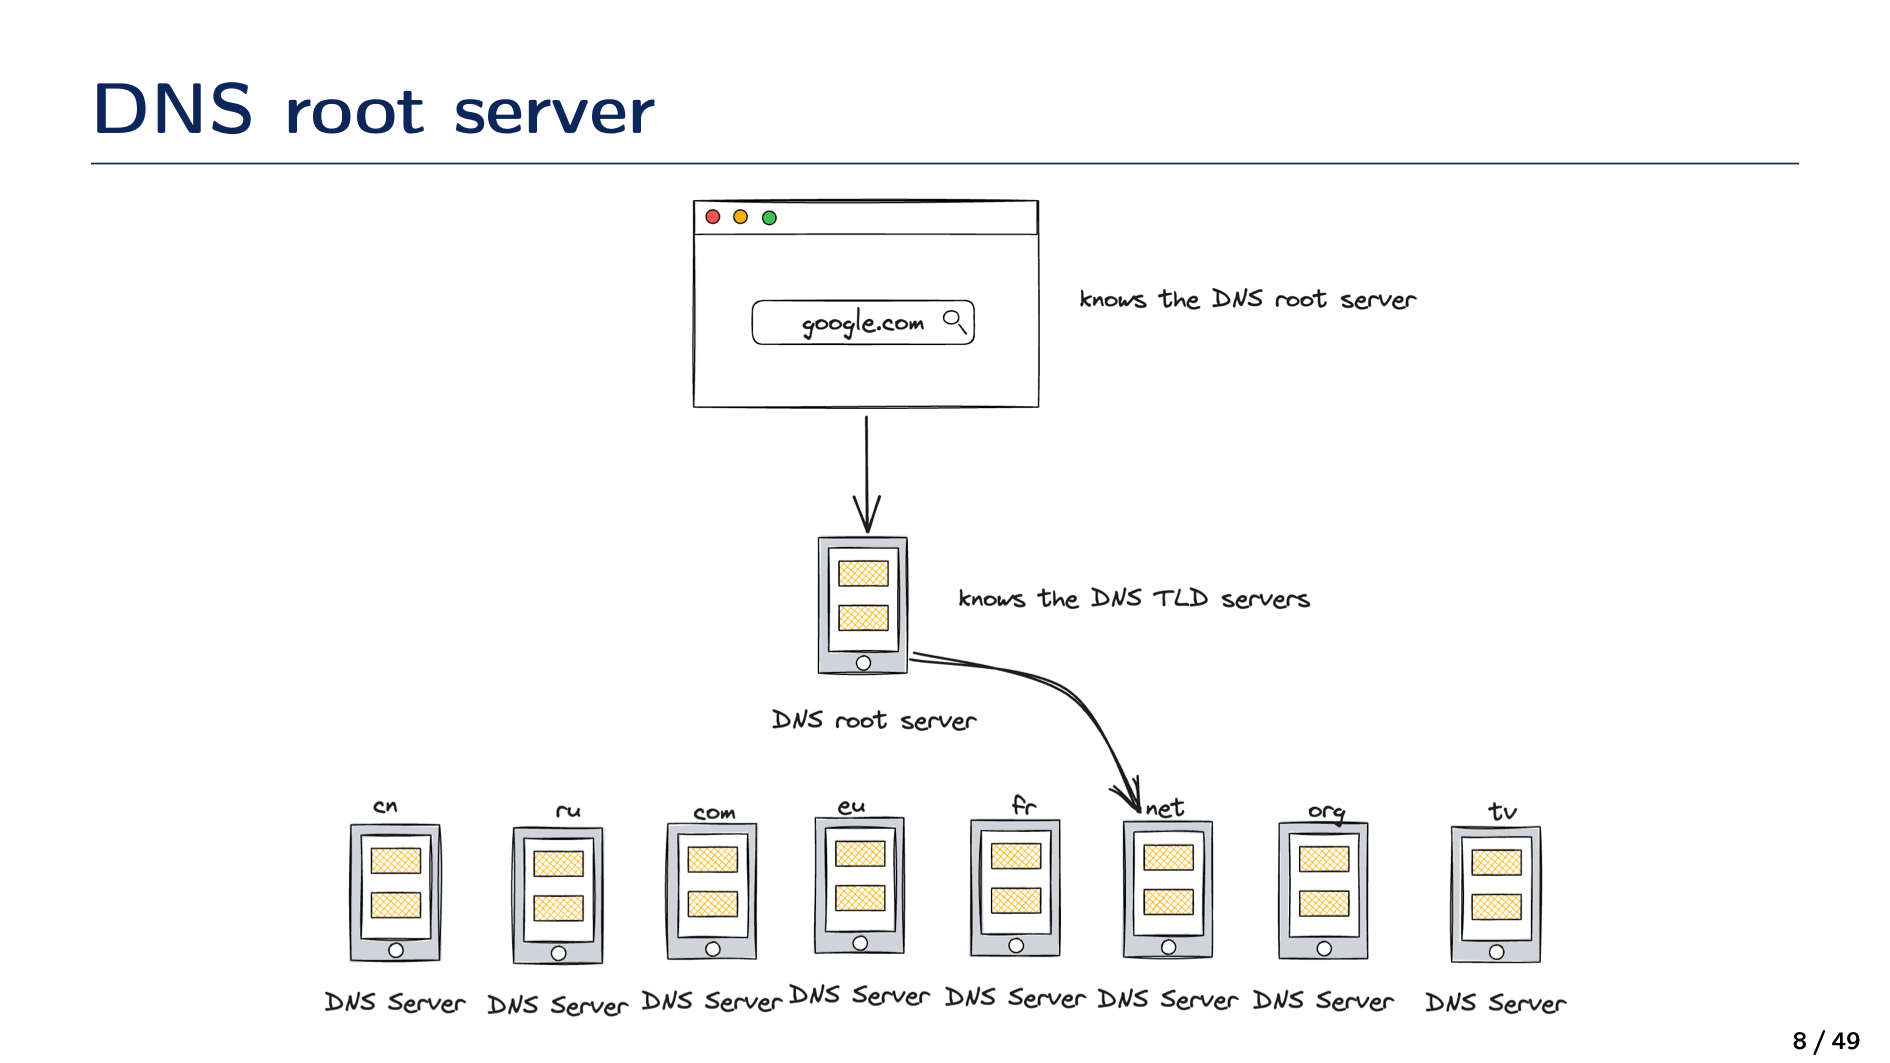 DNS root server
google.com
knows the DNS root server
knows the DNS TLD servers
DNS root server
cn ru com eu fr net org tv
DNS Server DNS Server DNS Server DNS Server DNS Server DNS Server DNS Server DNS Server
8 / 49